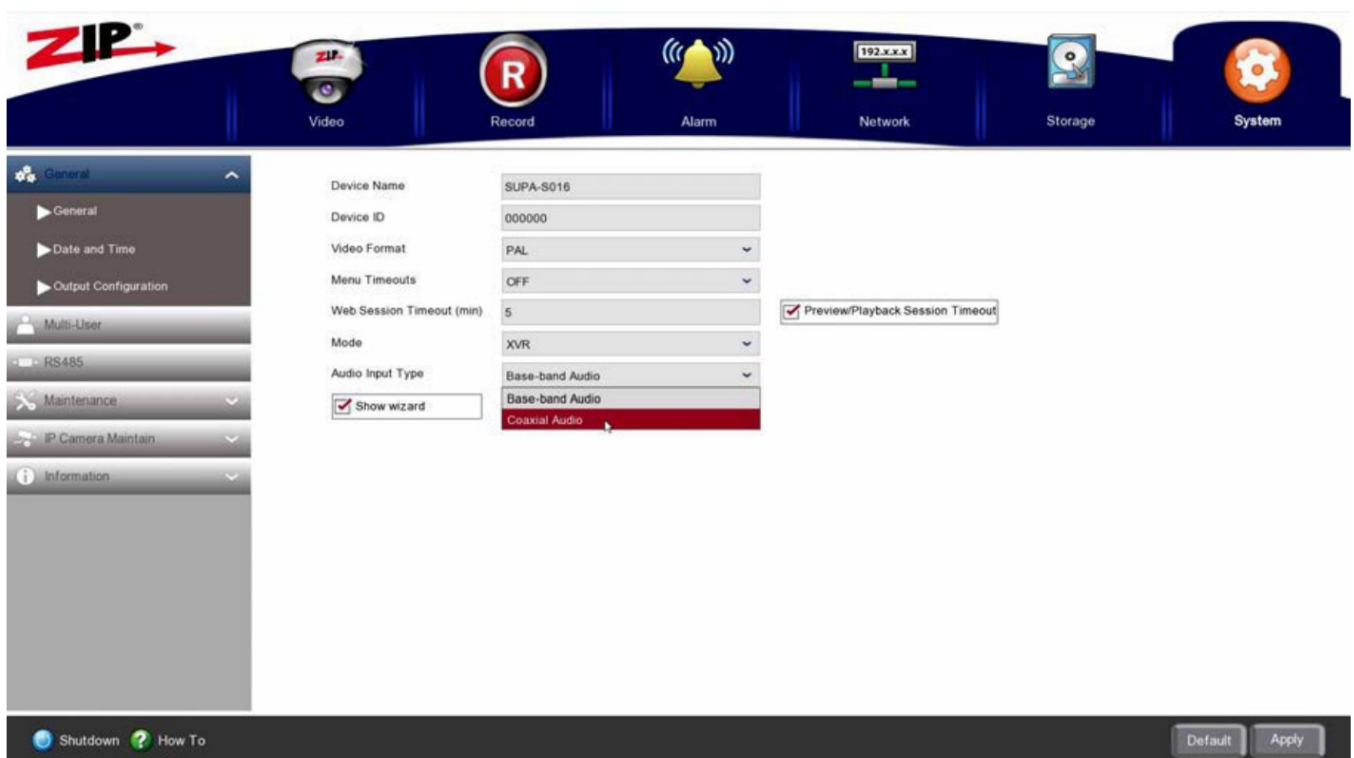 ZIP®
ZIP
R
192.x.x.x
Video
Record
Alarm
Network
Storage
System
General
General
Date and Time
Output Configuration
Multi-User
RS485
Maintenance
IP Camera Maintain
Information
Device Name SUPA-S016
Device ID 000000
Video Format PAL
Menu Timeouts OFF
Web Session Timeout (min) 5 Preview/Playback Session Timeout
Mode XVR
Audio Input Type Base-band Audio
Base-band Audio
Show wizard
Coaxial Audio
Shutdown ? How To
Default Apply